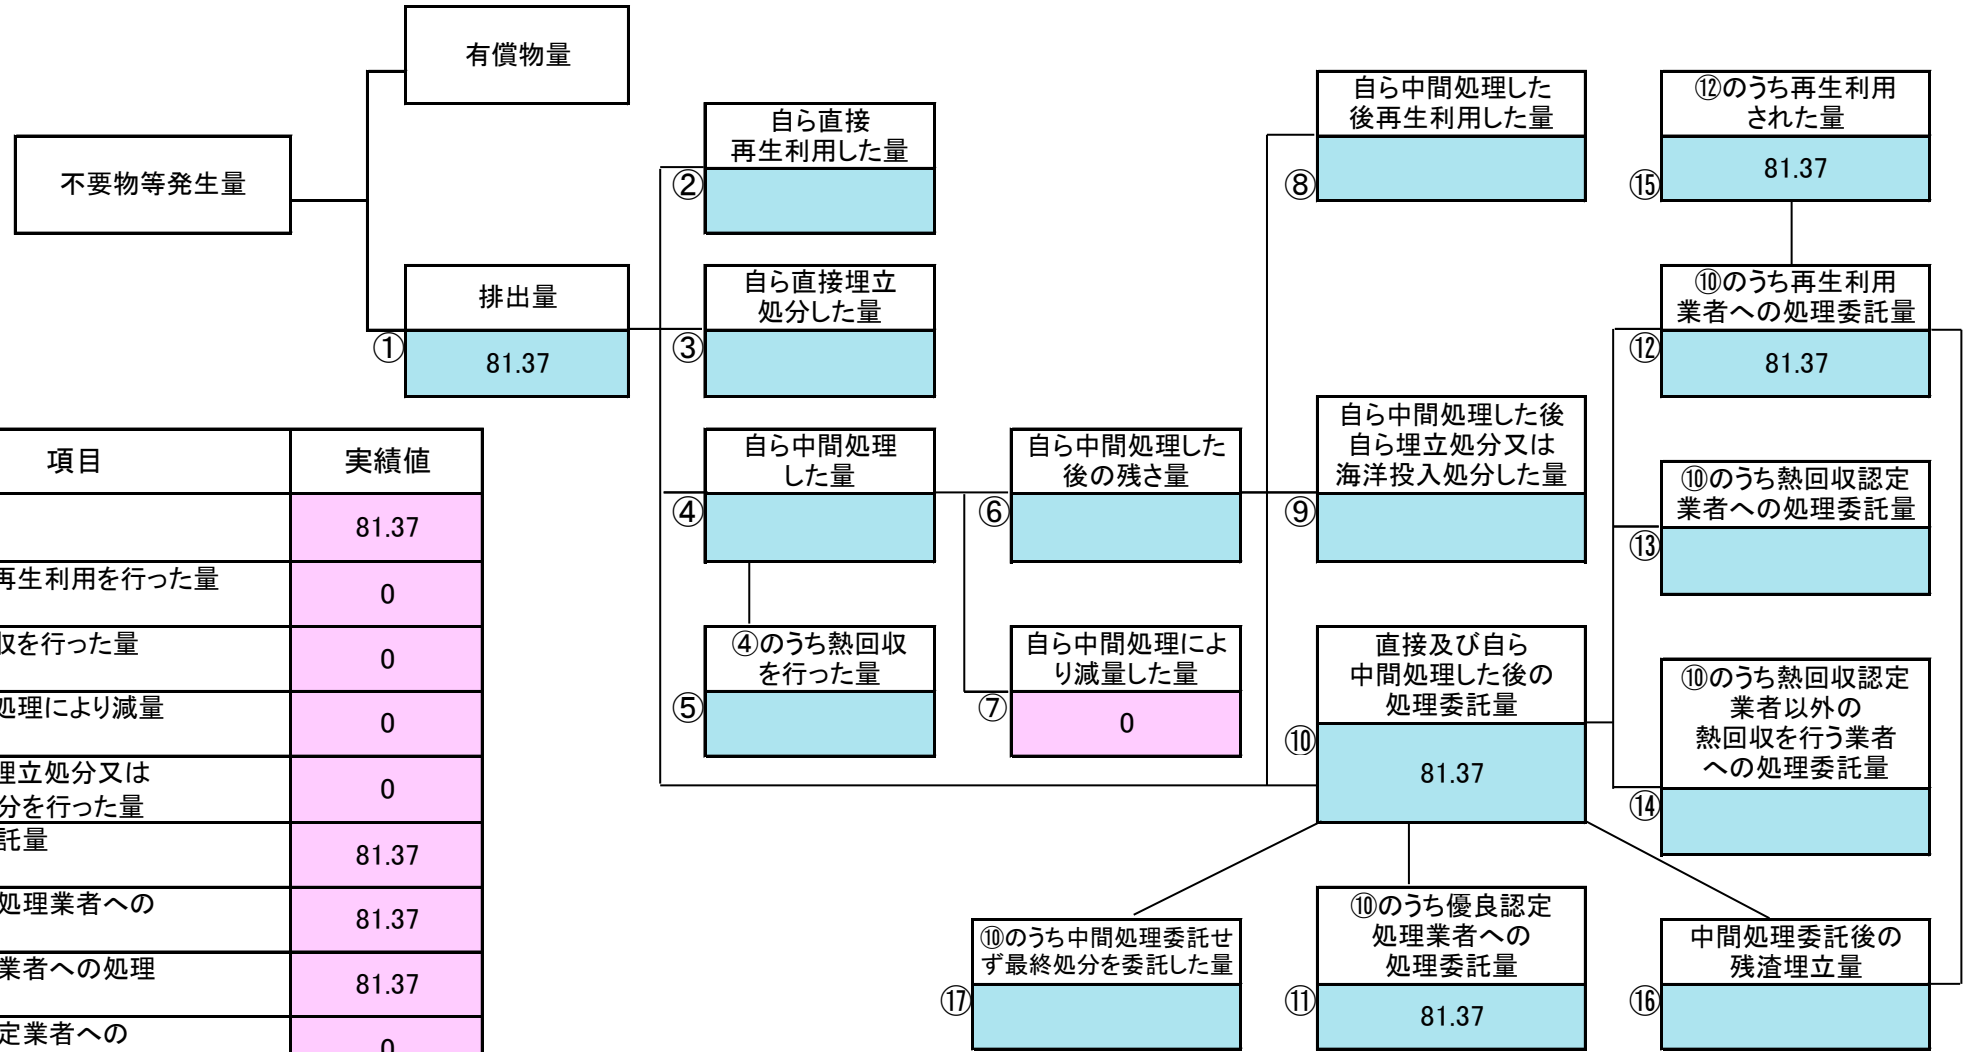 有償物量
不要物等発生量
排出量
①
81.37
自ら直接
再生利用した量
②
自ら直接埋立
処分した量
③
自ら中間処理
した量
④
④のうち熱回収
を行った量
⑤
自ら中間処理した
後の残さ量
⑥
自ら中間処理によ
り減量した量
⑦
0
自ら中間処理した
後再生利用した量
⑧
自ら中間処理した後
自ら埋立処分又は
海洋投入処分した量
⑨
直接及び自ら
中間処理した後の
処理委託量
⑩
81.37
⑫のうち再生利用
された量
⑮
81.37
⑩のうち再生利用
業者への処理委託量
⑫
81.37
⑩のうち熱回収認定
業者への処理委託量
⑬
⑩のうち熱回収認定
業者以外の
熱回収を行う業者
への処理委託量
⑭
⑩のうち中間処理委託せ
ず最終処分を委託した量
⑰
⑩のうち優良認定
処理業者への
処理委託量
⑪
81.37
中間処理委託後の
残渣埋立量
⑯
項目 実績値
81.37
再生利用を行った量 0
収を行った量 0
処理により減量 0
埋立処分又は
分を行った量 0
託量 81.37
処理業者への 81.37
業者への処理 81.37
定業者への 0